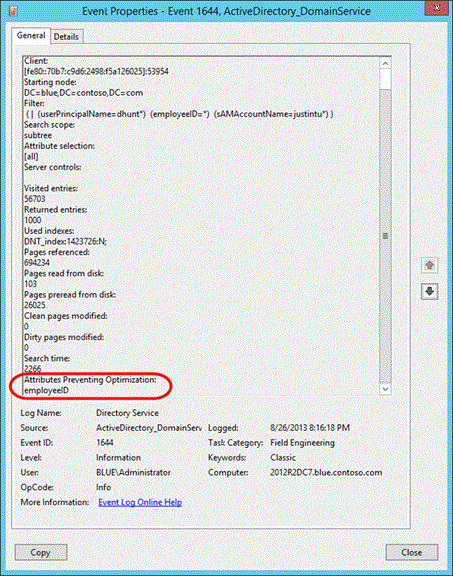 Event Properties - Event 1644, ActiveDirectory_DomainService
General
Details
Client:
[fe80::70b7:c9d6:2498:f5a126025]:53954
Starting node:
DC=blue,DC=contoso,DC=com
Filter:
( | (userPrincipalName=dhunt*) (employeeID=*) (sAMAccountName=justintu*) )
Search scope:
subtree
Attribute selection:
[all]
Server controls:
Visited entries:
56703
Returned entries:
1000
Used indexes:
DNT_index:1423726:N;
Pages referenced:
694234
Pages read from disk:
103
Pages preread from disk:
26025
Clean pages modified:
0
Dirty pages modified:
0
Search time:
2266
Attributes Preventing Optimization:
employeeID
Log Name: Directory Service
Source: ActiveDirectory_DomainServ Logged: 8/26/2013 8:16:18 PM
Event ID: 1644 Task Category: Field Engineering
Level: Information Keywords: Classic
User: BLUE\Administrator Computer: 2012R2DC7.blue.contoso.com
OpCode: Info
More Information: Event Log Online Help
Copy
Close